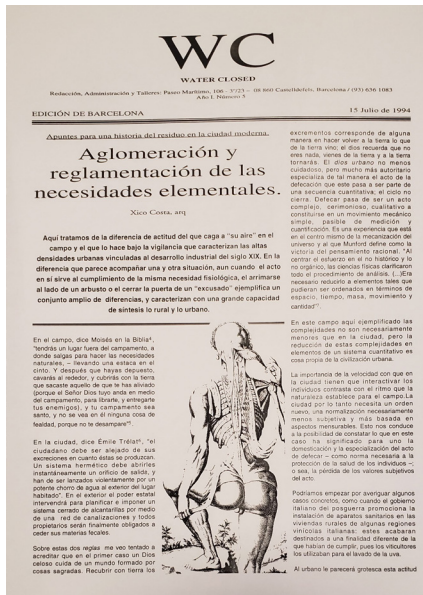 WC
WATER CLOSED
Redacción, Administración y Talleres: Paseo Marítimo, 106 - 5º/23 - 08 860 Castelldefels. Barcelona / (93) 636 1083
Año I. Número 5
EDICIÓN DE BARCELONA
15 Julio de 1994
Apuntes para una historia del residuo en la ciudad moderna.
Aglomeración y
reglamentación de las
necesidades elementales.
Xico Costa, arq
Aquí tratamos de la diferencia de actitud del que caga a "su aire" en el
campo y el que lo hace bajo la vigilancia que caracterizan las altas
densidades urbanas vinculadas al desarrollo industrial del siglo XIX. En la
diferencia que parece acompañar una y otra situación, aun cuando el acto
en sí sirve al cumplimiento de la misma necesidad fisiológica, el arrimarse
al lado de un arbusto o el cerrar la puerta de un "excusado" ejemplifica un
conjunto amplio de diferencias, y caracterizan con una grande capacidad
de síntesis lo rural y lo urbano.
En el campo, dice Moisés en la Biblia,
"tendrás un lugar fuera del campamento, a
donde salgas para hacer las necesidades
naturales, – llevando una estaca en el
cinto. Y después que hayas depuesto,
cavarás al rededor, y cubrirás con la tierra
que sacaste aquello de que te has aliviado
(porque el Señor Dios tuyo anda en medio
del campamento, para librarte, y entregarte
tus enemigos), y tu campamento sea
santo, y no se vea en él ninguna cosa de
fealdad, porque no te desampare".
En la ciudad, dice Émile Trélat, "el
ciudadano debe ser alejado de sus
excreciones en cuanto éstas se produzcan.
Un sistema hermético debe abrirles
instantáneamente un orificio de salida, y
han de ser lanzados violentamente por un
potente chorro de agua al exterior del lugar
habitado". En el exterior el poder estatal
intervendrá para planificar e imponer un
sistema cerrado de alcantarillas por medio
de una red de canalizaciones y todos
propietarios serán finalmente obligados a
ceder sus materias fecales.
Sobre estas dos reglas me veo tentado a
acreditar que en el primer caso un Dios
celoso cuida de un mundo formado por
cosas sagradas. Recubrir con tierra los
excrementos corresponde de alguna
manera en hacer volver a la tierra lo que
de la tierra vino; el dios recuerda que no
eres nada, vienes de la tierra y a la tierra
tornarás. El dios urbano no menos
cuidadoso, pero mucho más autoritario
especializa de tal manera el acto de la
defecación que este pasa a ser parte de
una secuencia cuantitativa; el ciclo no
cierra. Defecar pasa de ser un acto
complejo, cerimonioso, cualitativo a
constituirse en un movimiento mecánico
simple, pasible de medición y
cuantificación. Es una experiencia que está
en el centro mismo de la mecanización del
universo y al que Mumford define como la
victoria del pensamiento racional. "Al
centrar el esfuerzo en el no histórico y lo
no orgánico, las ciencias físicas clarificaron
todo el procedimiento de análisis. (...)Era
necesario reducirlo a elementos tales que
pudieran ser ordenados en términos de
espacio, tiempo, masa, movimiento y
cantidad".
En este campo aquí ejemplificado las
complejidades no son necesariamente
menores que en la ciudad, pero la
reducción de estas complejidades en
elementos de un sistema cuantitativo es
cosa propia de la civilización urbana.
La importancia de la velocidad con que en
la ciudad tienen que interactivar los
individuos contrasta con el ritmo que la
naturaleza establece para el campo.La
ciudad por lo tanto necesita un orden
nuevo, una normalización necesariamente
menos subjetiva y más basada en
aspectos mensurables. Esto nos conduce
a la posibilidad de constatar lo que en este
caso ha significado para uno la
domesticación y la especialización del acto
de defecar – como norma necesaria a la
protección de la salud de los individuos –;
o sea, la pérdida de los valores subjetivos
del acto.
Podríamos empezar por averiguar algunos
casos concretos, como cuando el gobierno
italiano del posguerra promociona la
instalación de aparatos sanitarios en las
viviendas rurales de algunas regiones
vinícolas italianas: estes acabaran
destinados a una finalidad diferente de la
que habían de cumplir, pues los viticultores
los utilizaban para el lavado de la uva.
Al urbano le parecerá grotesca esta actitud